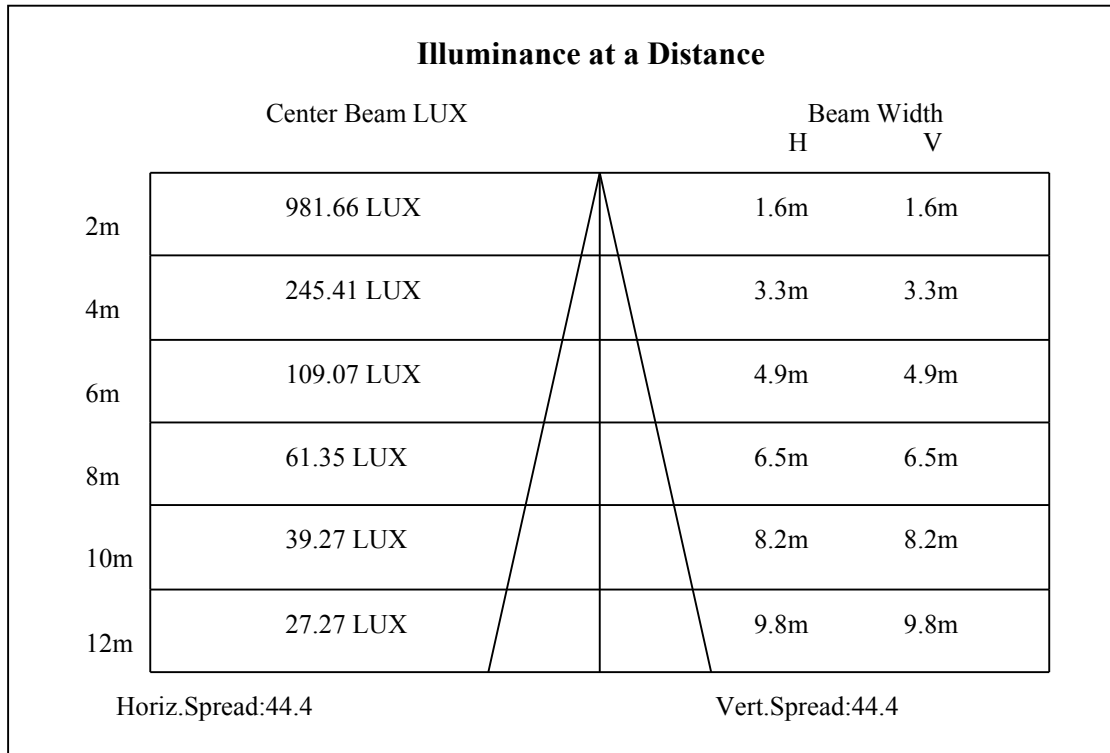 Illuminance at a Distance
Center Beam LUX Beam Width
H V
2m 981.66 LUX 1.6m 1.6m
4m 245.41 LUX 3.3m 3.3m
6m 109.07 LUX 4.9m 4.9m
8m 61.35 LUX 6.5m 6.5m
10m 39.27 LUX 8.2m 8.2m
12m 27.27 LUX 9.8m 9.8m
Horiz.Spread:44.4 Vert.Spread:44.4